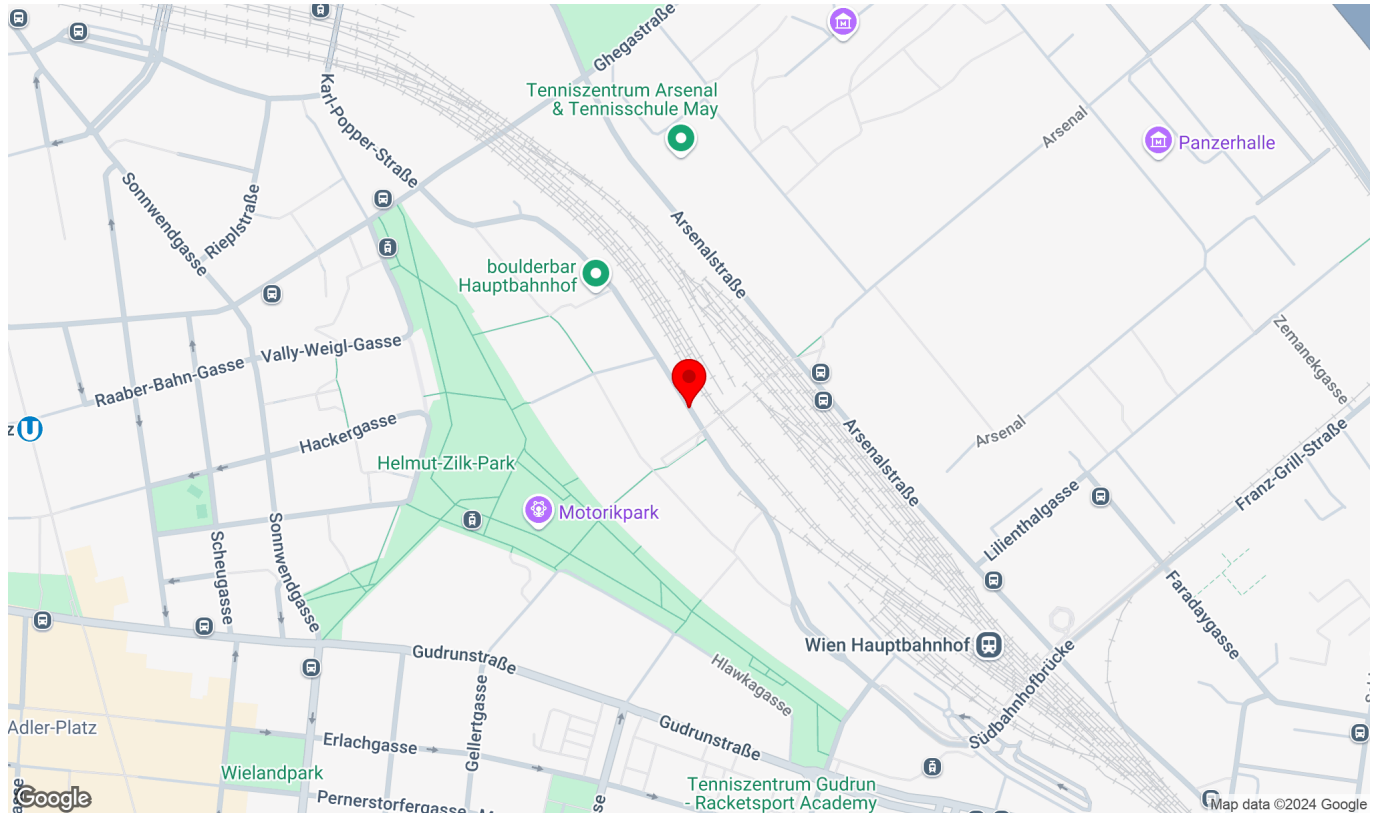 Ghegastraße
Karl-Popper-Straße
Tenniszentrum Arsenal
& Tennisschule May
Arsenal
Panzerhalle
Sonnwendgasse
Rieplstraße
Arsenalstraße
boulderbar
Hauptbahnhof
Vally-Weigl-Gasse
Raaber-Bahn-Gasse
Zemanekgasse
z
U
Hackergasse
Arsenal
Arsenalstraße
Franz-Grill-Straße
Helmut-Zilk-Park
Motorikpark
Lilienthalgasse
Scheugasse
Sonnwendgasse
Faradaygasse
Gudrunstraße
Wien Hauptbahnhof
Hlawkagasse
Südbahnhofbrücke
Gellertgasse
Adler-Platz
Erlachgasse
Gudrunstraße
Wielandpark
Tenniszentrum Gudrun
- Racketsport Academy
Pernerstorfergasse
Google
Map data ©2024 Google